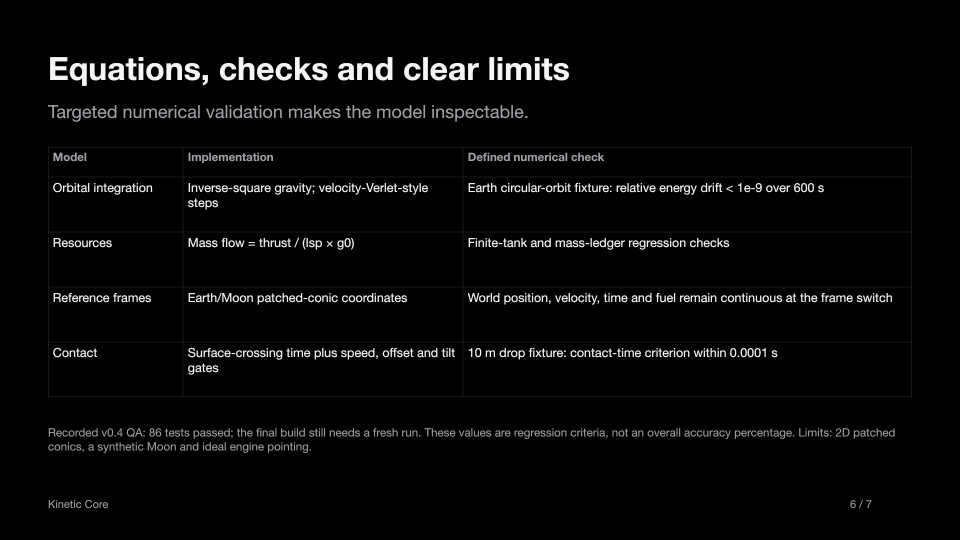 Equations, checks and clear limits
Targeted numerical validation makes the model inspectable.
Model
Implementation
Defined numerical check
Orbital integration
Inverse-square gravity; velocity-Verlet-style
steps
Earth circular-orbit fixture: relative energy drift < 1e-9 over 600 s
Resources
Mass flow = thrust / (Isp × g0)
Finite-tank and mass-ledger regression checks
Reference frames
Earth/Moon patched-conic coordinates
World position, velocity, time and fuel remain continuous at the frame switch
Contact
Surface-crossing time plus speed, offset and tilt
gates
10 m drop fixture: contact-time criterion within 0.0001 s
Recorded v0.4 QA: 86 tests passed; the final build still needs a fresh run. These values are regression criteria, not an overall accuracy percentage. Limits: 2D patched
conics, a synthetic Moon and ideal engine pointing.
Kinetic Core
6 / 7